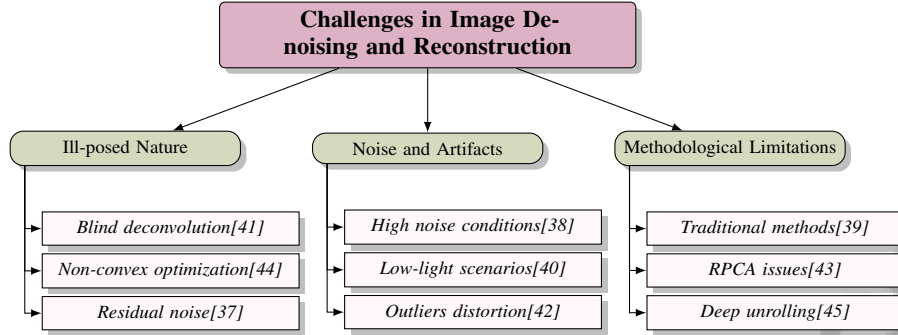 Challenges in Image De-
noising and Reconstruction
Ill-posed Nature
Blind deconvolution[41]
Non-convex optimization[44]
Residual noise[37]
Noise and Artifacts
High noise conditions[38]
Low-light scenarios[40]
Outliers distortion[42]
Methodological Limitations
Traditional methods[39]
RPCA issues[43]
Deep unrolling[45]